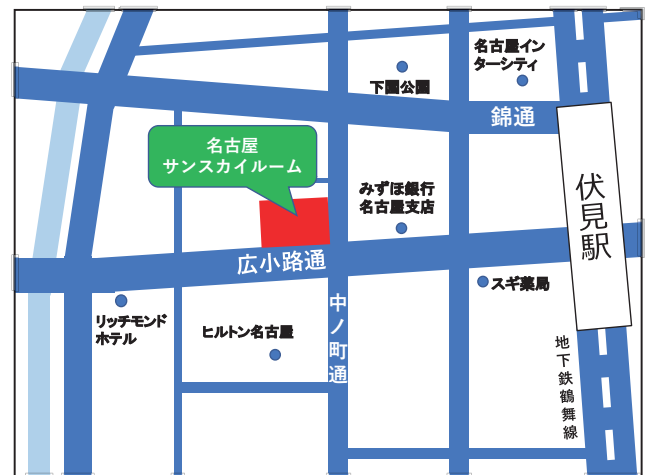 名古屋イン
ターシティ
下園公園
錦通
名古屋
サンスカイルーム
みずほ銀行
名古屋支店
伏見駅
広小路通
スギ薬局
中ノ町通
リッチモンド
ホテル
ヒルトン名古屋
地下鉄鶴舞線